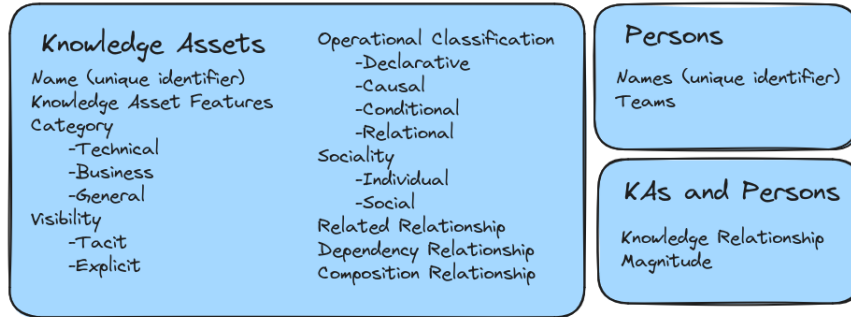 Knowledge Assets
Name (unique identifier)
Knowledge Asset Features
Category
-Technical
-Business
-General
Visibility
-Tacit
-Explicit
Operational Classification
-Declarative
-Causal
-Conditional
-Relational
Sociality
-Individual
-Social
Related Relationship
Dependency Relationship
Composition Relationship
Persons
Names (unique identifier)
Teams
KAs and Persons
Knowledge Relationship
Magnitude